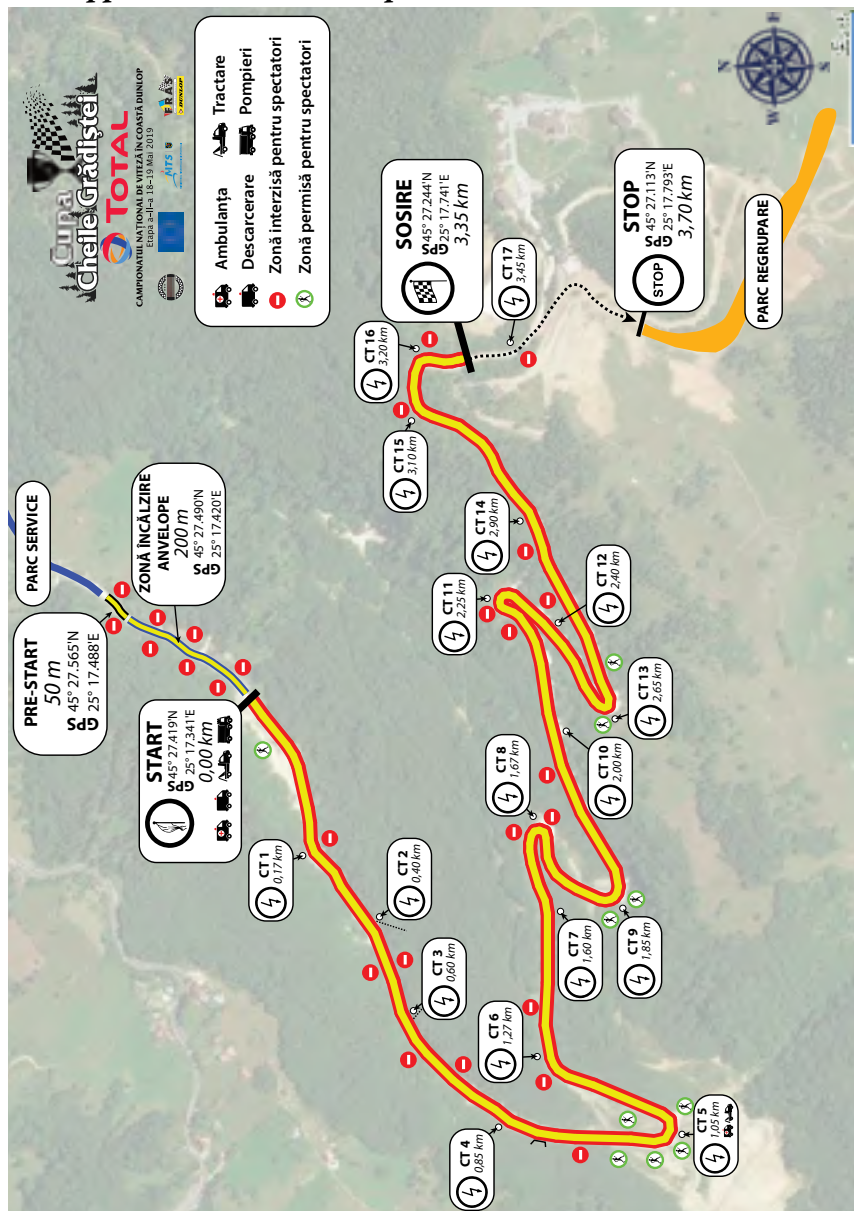 Cupa
Cheile Grădiștei
TOTAL
CAMPIONATUL NAȚIONAL DE VITEZĂ ÎN COASTĂ DUNLOP
Etapa a-II-a 18-19 Mai 2019
MTS
FRAS
DUNLOP
Ambulanța
Tractare
Descarcerare
Pompieri
Zonă interzisă pentru spectatori
Zonă permisă pentru spectatori
N
E
S
W
PARC SERVICE
PRE-START
50 m
GPS
45° 27.565'N
25° 17.488'E
ZONĂ ÎNCĂLZIRE
ANVELOPE
200 m
GPS
45° 27.490'N
25° 17.420'E
START
GPS
45° 27.419'N
25° 17.341'E
0,00 km
CT 1
0,17 km
CT 2
0,40 km
CT 3
0,60 km
CT 4
0,85 km
CT 5
1,05 km
CT 6
1,27 km
CT 7
1,60 km
CT 8
1,67 km
CT 9
1,85 km
CT 10
2,00 km
CT 11
2,25 km
CT 12
2,40 km
CT 13
2,65 km
CT 14
2,90 km
CT 15
3,10 km
CT 16
3,20 km
SOSIRE
GPS
45° 27.244'N
25° 17.741'E
3,35 km
CT 17
3,45 km
STOP
STOP
GPS
45° 27.113'N
25° 17.793'E
3,70 km
PARC REGRUPARE